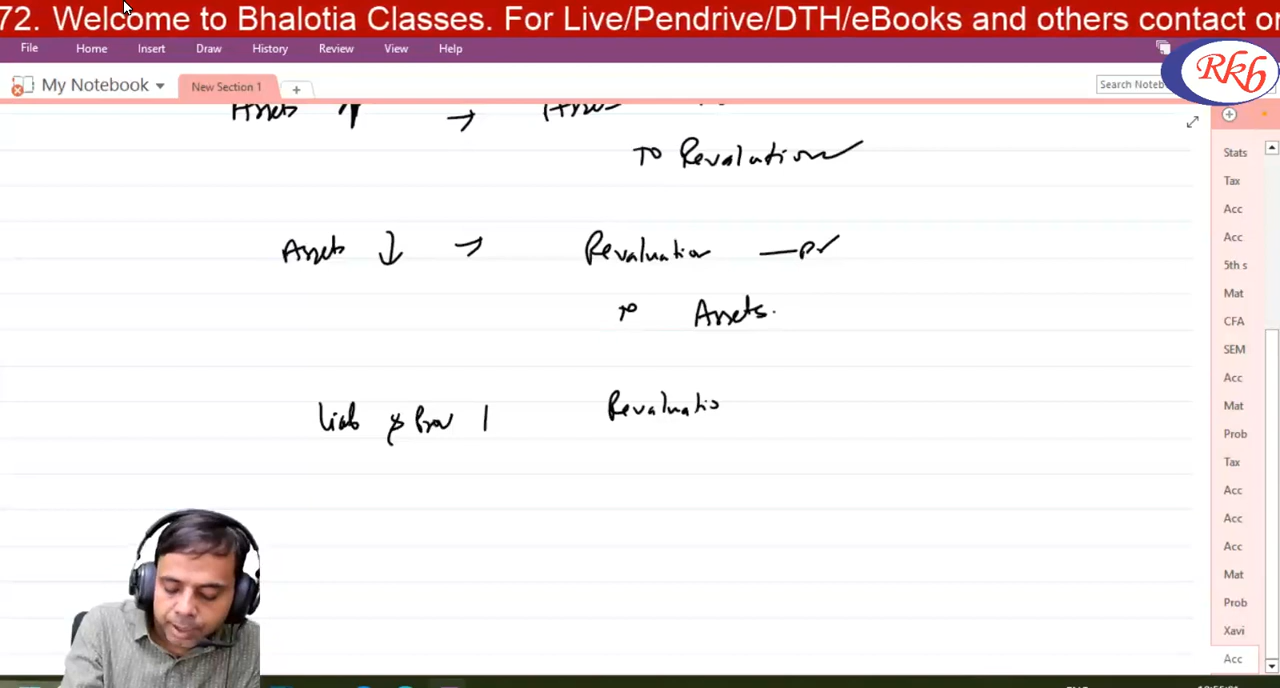 72. Welcome to Bhalotia Classes. For Live/Pendrive/DTH/eBooks and others contact or
File Home Insert Draw History Review View Help
Rkb
My Notebook New Section 1 + Search Noteb
Assets ↑ →
To Revaluation
Assets ↓ → Revaluation
To Assets.
Liab & Prov Revaluatio
Stats
Tax
Acc
Acc
5th s
Mat
CFA
SEM
Acc
Mat
Prob
Tax
Acc
Acc
Acc
Mat
Prob
Xavi
Acc